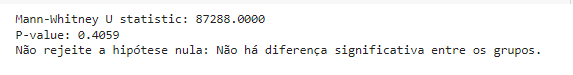 Mann-Whitney U statistic: 87288.0000
P-value: 0.4059
Não rejeite a hipótese nula: Não há diferença significativa entre os grupos.